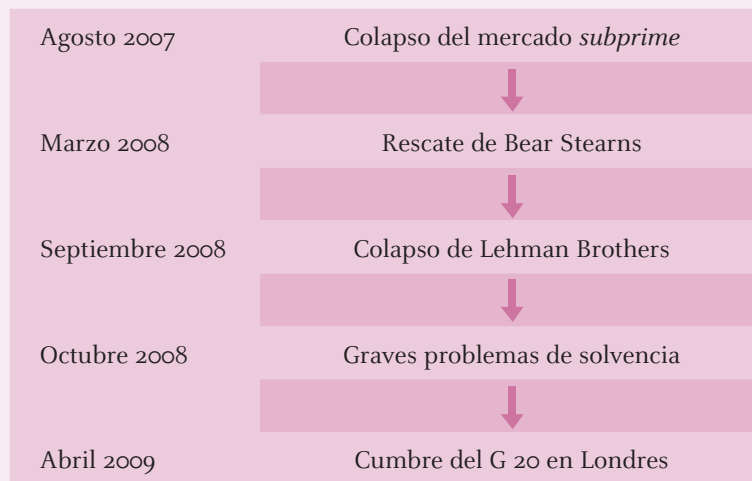 Agosto 2007 Colapso del mercado subprime
Marzo 2008 Rescate de Bear Stearns
Septiembre 2008 Colapso de Lehman Brothers
Octubre 2008 Graves problemas de solvencia
Abril 2009 Cumbre del G 20 en Londres